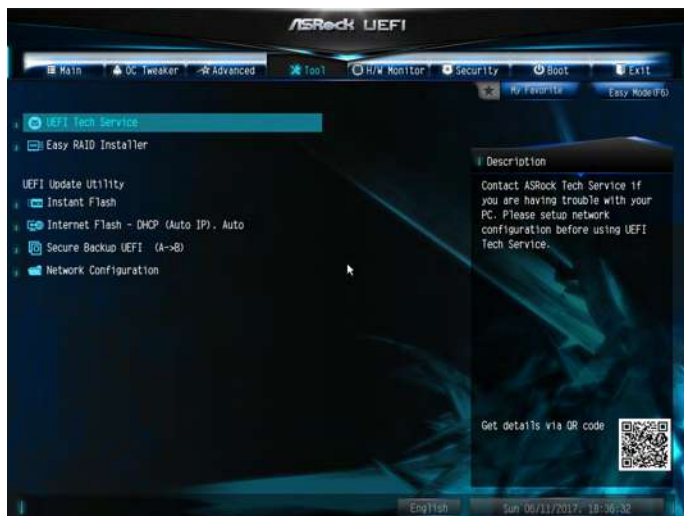 ASRock UEFI
Main OC Tweaker Advanced Tool H/W Monitor Security Boot Exit
My Favorite Easy Mode(F6)
UEFI Tech Service
Easy RAID Installer
UEFI Update Utility
Instant Flash
Internet Flash - DHCP (Auto IP), Auto
Secure Backup UEFI (A->B)
Network Configuration
Description
Contact ASRock Tech Service if
you are having trouble with your
PC. Please setup network
configuration before using UEFI
Tech Service.
Get details via QR code
English Sun 06/11/2017, 18:36:32